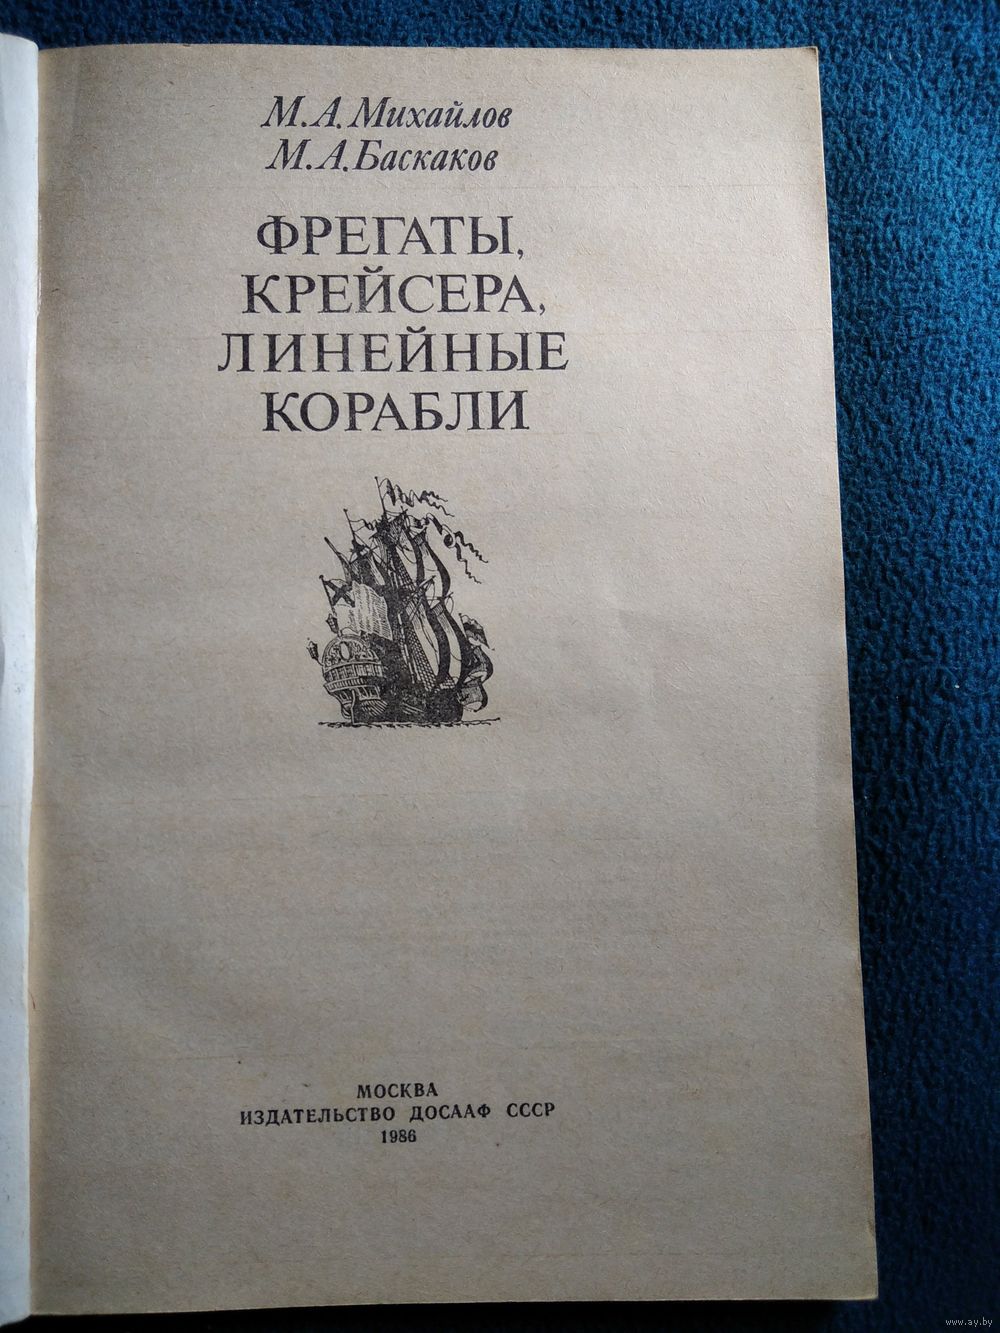 М.А.Михайлов
М.А.Баскаков
ФРЕГАТЫ,
КРЕЙСЕРА,
ЛИНЕЙНЫЕ
КОРАБЛИ
МОСКВА
ИЗДАТЕЛЬСТВО ДОСААФ СССР
1986
www.ay.by